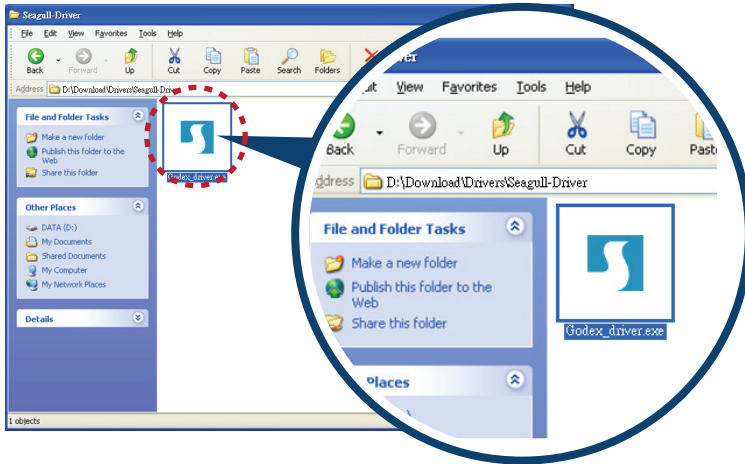 Seagull-Driver
File Edit View Favorites Tools Help
Back Forward Up Cut Copy Paste Search Folders
Address D:\Download\Drivers\Seagull-Driver
File and Folder Tasks
Make a new folder
Publish this folder to the
Web
Share this folder
Godex_driver.exe
Other Places
DATA (D:)
My Documents
Shared Documents
My Computer
My Network Places
Details
1 objects
View Favorites Tools Help
Back Forward Up Cut Copy Past
ddress D:\Download\Drivers\Seagull-Driver
File and Folder Tasks
Make a new folder
Publish this folder to the
Web
Share this folder
Godex_driver.exe
Places